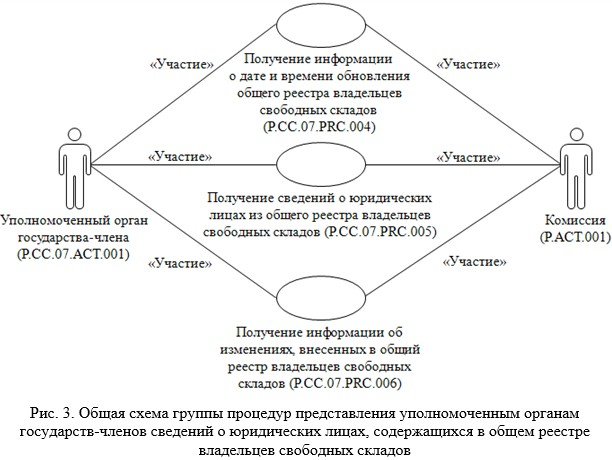 «Участие»
«Участие»
Получение информации
о дате и времени обновления
общего реестра владельцев
свободных складов
(P.CC.07.PRC.004)
«Участие»
«Участие»
Получение сведений о юридических
лицах из общего реестра владельцев
свободных складов (P.CC.07.PRC.005)
Уполномоченный орган
государства-члена
(P.CC.07.ACT.001)
Комиссия
(P.ACT.001)
«Участие»
«Участие»
Получение информации об
изменениях, внесенных в общий
реестр владельцев свободных
складов (P.CC.07.PRC.006)
Рис. 3. Общая схема группы процедур представления уполномоченным органам
государств-членов сведений о юридических лицах, содержащихся в общем реестре
владельцев свободных складов